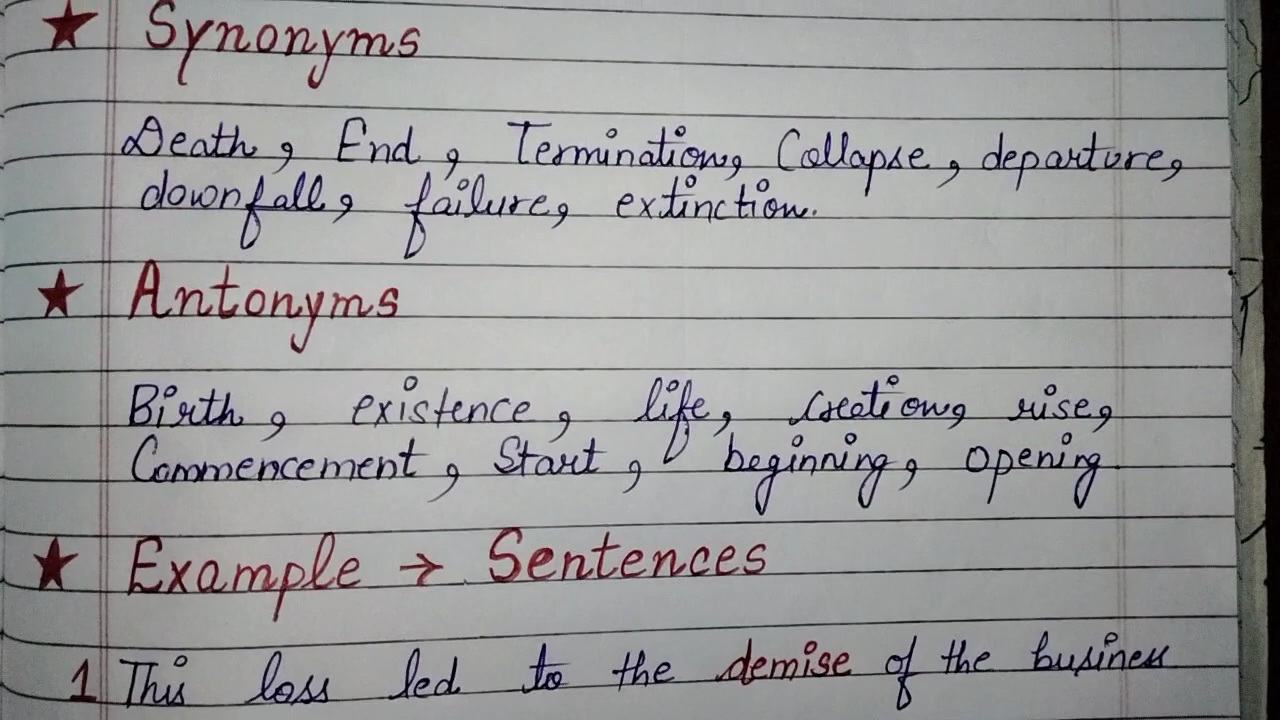 ★ Synonyms
Death, End, Termination, Collapse, departure,
downfall, failure, extinction.
★ Antonyms
Birth, existence, life, creation, rise,
Commencement, Start, beginning, opening
★ Example → Sentences
1 This loss led to the demise of the business